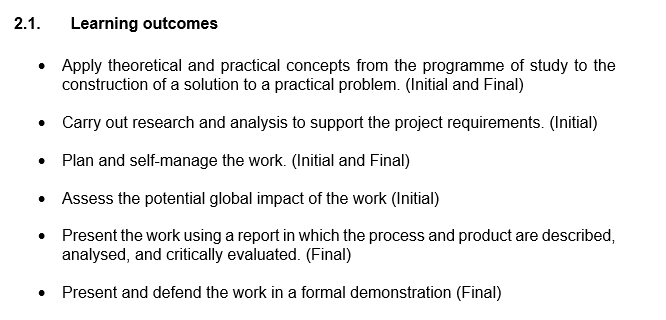 2.1. Learning outcomes
• Apply theoretical and practical concepts from the programme of study to the
construction of a solution to a practical problem. (Initial and Final)
• Carry out research and analysis to support the project requirements. (Initial)
• Plan and self-manage the work. (Initial and Final)
• Assess the potential global impact of the work (Initial)
• Present the work using a report in which the process and product are described,
analysed, and critically evaluated. (Final)
• Present and defend the work in a formal demonstration (Final)